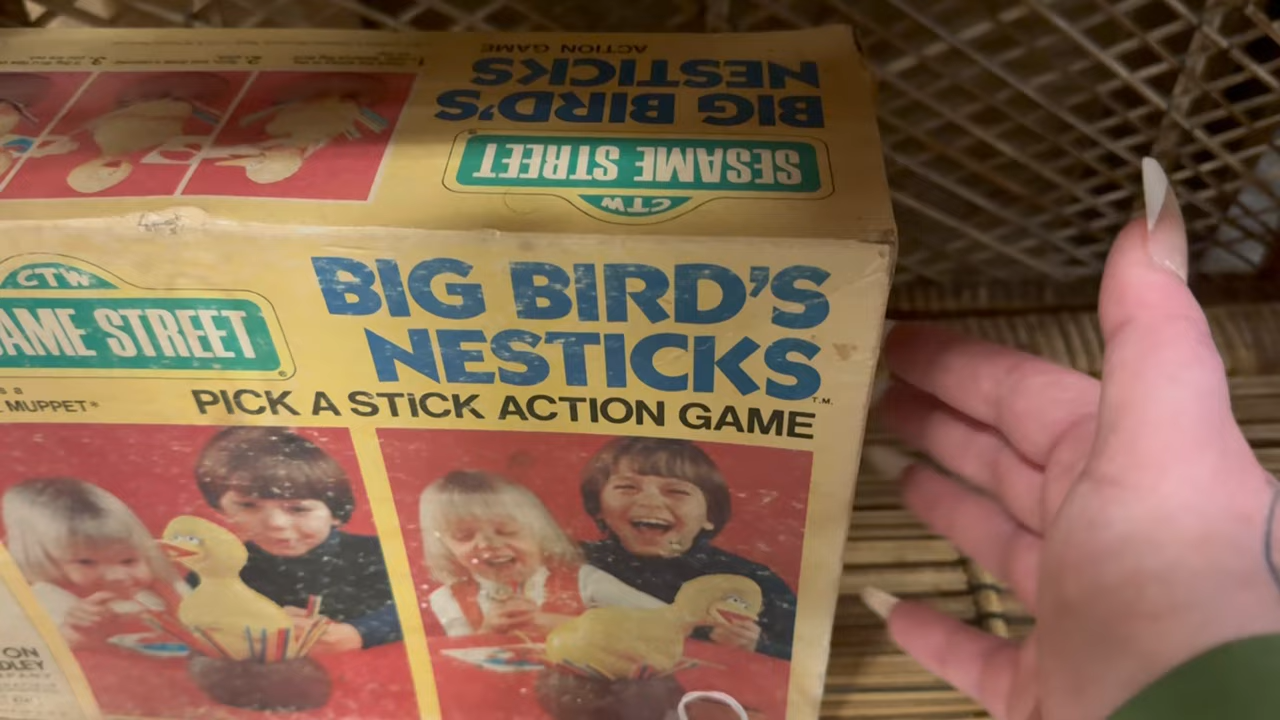 ACTION GAME
BIG BIRD'S
NESTICKS
SESAME STREET
CTW
CTW
AME STREET
BIG BIRD'S
NESTICKS T.M.
MUPPET*
PICK A STICK ACTION GAME
ON
DLEY